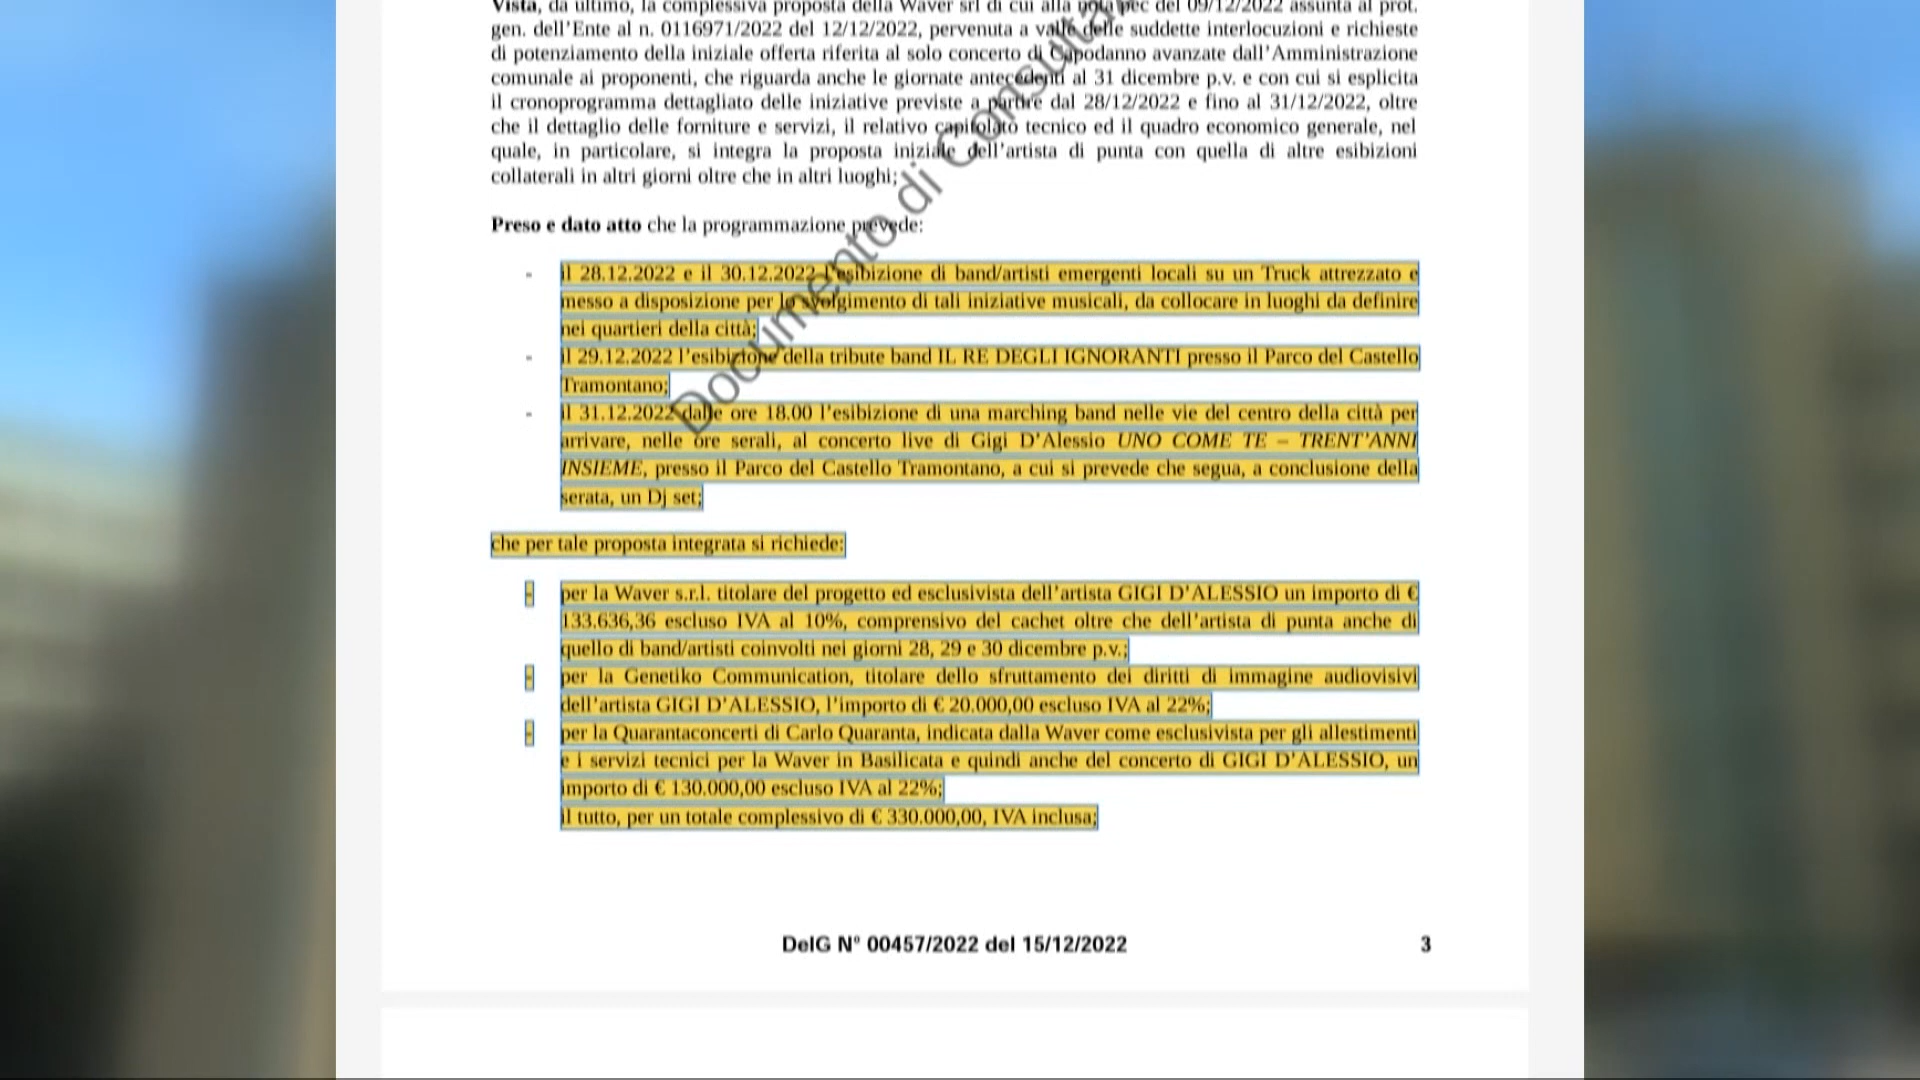 Vista, da ultimo, la complessiva proposta della Waver srl di cui alla nota pec del 09/12/2022 assunta al prot.
gen. dell'Ente al n. 0116971/2022 del 12/12/2022, pervenuta a valle delle suddette interlocuzioni e richieste
di potenziamento della iniziale offerta riferita al solo concerto di Capodanno avanzate dall'Amministrazione
comunale ai proponenti, che riguarda anche le giornate antecedenti al 31 dicembre p.v. e con cui si esplicita
il cronoprogramma dettagliato delle iniziative previste a partire dal 28/12/2022 e fino al 31/12/2022, oltre
che il dettaglio delle forniture e servizi, il relativo capitolato tecnico ed il quadro economico generale, nel
quale, in particolare, si integra la proposta iniziale dell'artista di punta con quella di altre esibizioni
collaterali in altri giorni oltre che in altri luoghi;
Documento di Consulta
Preso e dato atto che la programmazione prevede:
- il 28.12.2022 e il 30.12.2022 l'esibizione di band/artisti emergenti locali su un Truck attrezzato e
messo a disposizione per lo svolgimento di tali iniziative musicali, da collocare in luoghi da definire
nei quartieri della città;
- il 29.12.2022 l'esibizione della tribute band IL RE DEGLI IGNORANTI presso il Parco del Castello
Tramontano;
- il 31.12.2022 dalle ore 18.00 l'esibizione di una marching band nelle vie del centro della città per
arrivare, nelle ore serali, al concerto live di Gigi D'Alessio UNO COME TE – TRENT'ANNI
INSIEME, presso il Parco del Castello Tramontano, a cui si prevede che segua, a conclusione della
serata, un Dj set;
che per tale proposta integrata si richiede:
- per la Waver s.r.l. titolare del progetto ed esclusivista dell'artista GIGI D'ALESSIO un importo di €
133.636,36 escluso IVA al 10%, comprensivo del cachet oltre che dell'artista di punta anche di
quello di band/artisti coinvolti nei giorni 28, 29 e 30 dicembre p.v.;
- per la Genetiko Communication, titolare dello sfruttamento dei diritti di immagine audiovisivi
dell'artista GIGI D'ALESSIO, l'importo di € 20.000,00 escluso IVA al 22%;
- per la Quarantaconcerti di Carlo Quaranta, indicata dalla Waver come esclusivista per gli allestimenti
e i servizi tecnici per la Waver in Basilicata e quindi anche del concerto di GIGI D'ALESSIO, un
importo di € 130.000,00 escluso IVA al 22%;
il tutto, per un totale complessivo di € 330.000,00, IVA inclusa;
DelG N° 00457/2022 del 15/12/2022 3